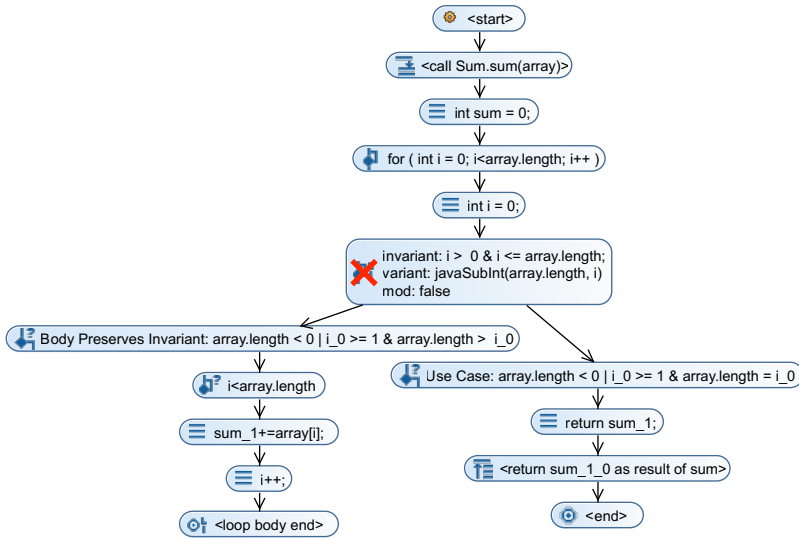 <start>
<call Sum.sum(array)>
int sum = 0;
for ( int i = 0; i<array.length; i++ )
int i = 0;
invariant: i > 0 & i <= array.length;
variant: javaSubInt(array.length, i)
mod: false
Body Preserves Invariant: array.length < 0 | i_0 >= 1 & array.length > i_0
Use Case: array.length < 0 | i_0 >= 1 & array.length = i_0
i<array.length
sum_1+=array[i];
return sum_1;
i++;
<return sum_1_0 as result of sum>
<loop body end>
<end>